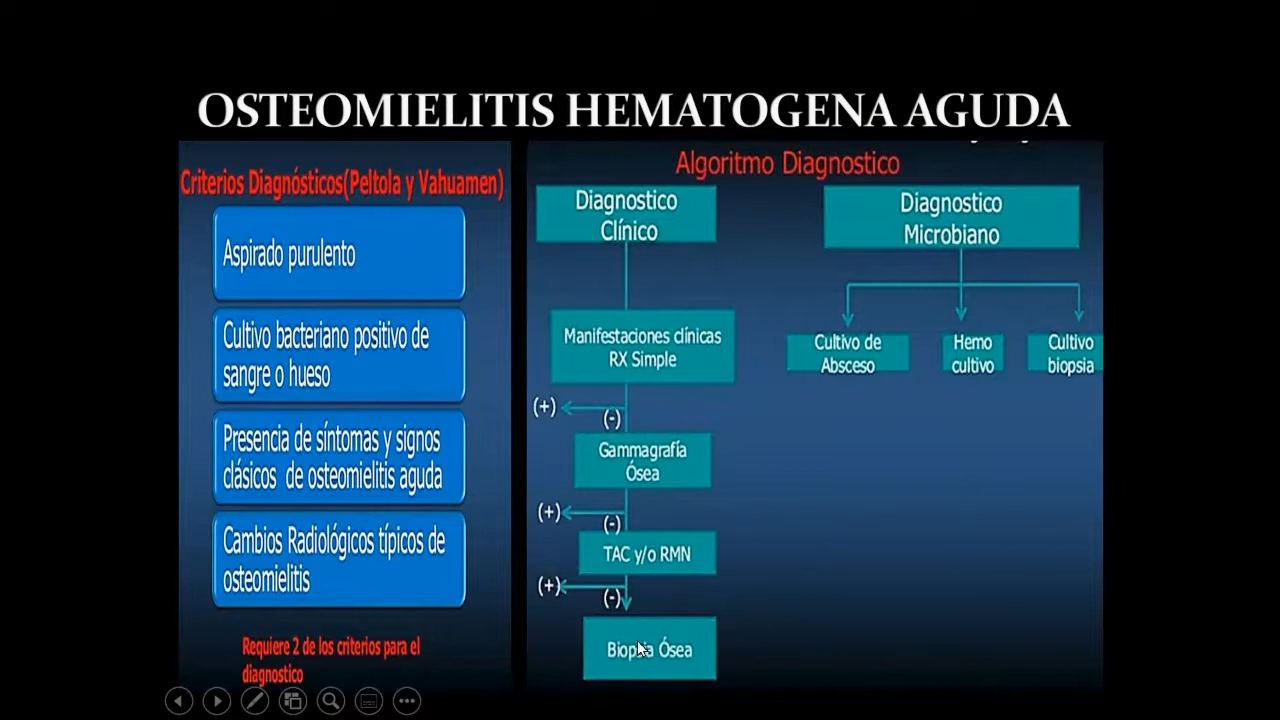 OSTEOMIELITIS HEMATOGENA AGUDA
Criterios Diagnósticos(Peltola y Vahuamen)
Aspirado purulento
Cultivo bacteriano positivo de
sangre o hueso
Presencia de síntomas y signos
clásicos de osteomielitis aguda
Cambios Radiológicos típicos de
osteomielitis
Requiere 2 de los criterios para el
diagnostico
Algoritmo Diagnostico
Diagnostico
Clínico
Manifestaciones clínicas
RX Simple
(+)
(-)
Gammagrafía
Ósea
(+)
(-)
TAC y/o RMN
(+)
(-)
Biopsia Ósea
Diagnostico
Microbiano
Cultivo de
Absceso
Hemo
cultivo
Cultivo
biopsia